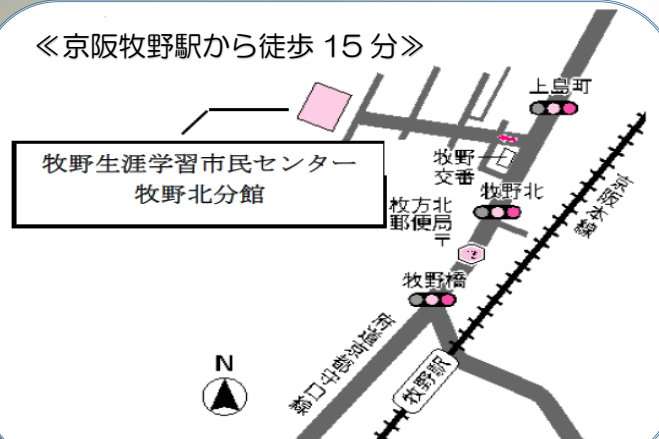 ≪京阪牧野駅から徒歩 15 分≫
上島町
牧野生涯学習市民センター
牧野北分館
牧野
交番
牧野北
枚方北
郵便局
〒
京阪本線
牧野橋
府道京都守口線
牧野駅
N